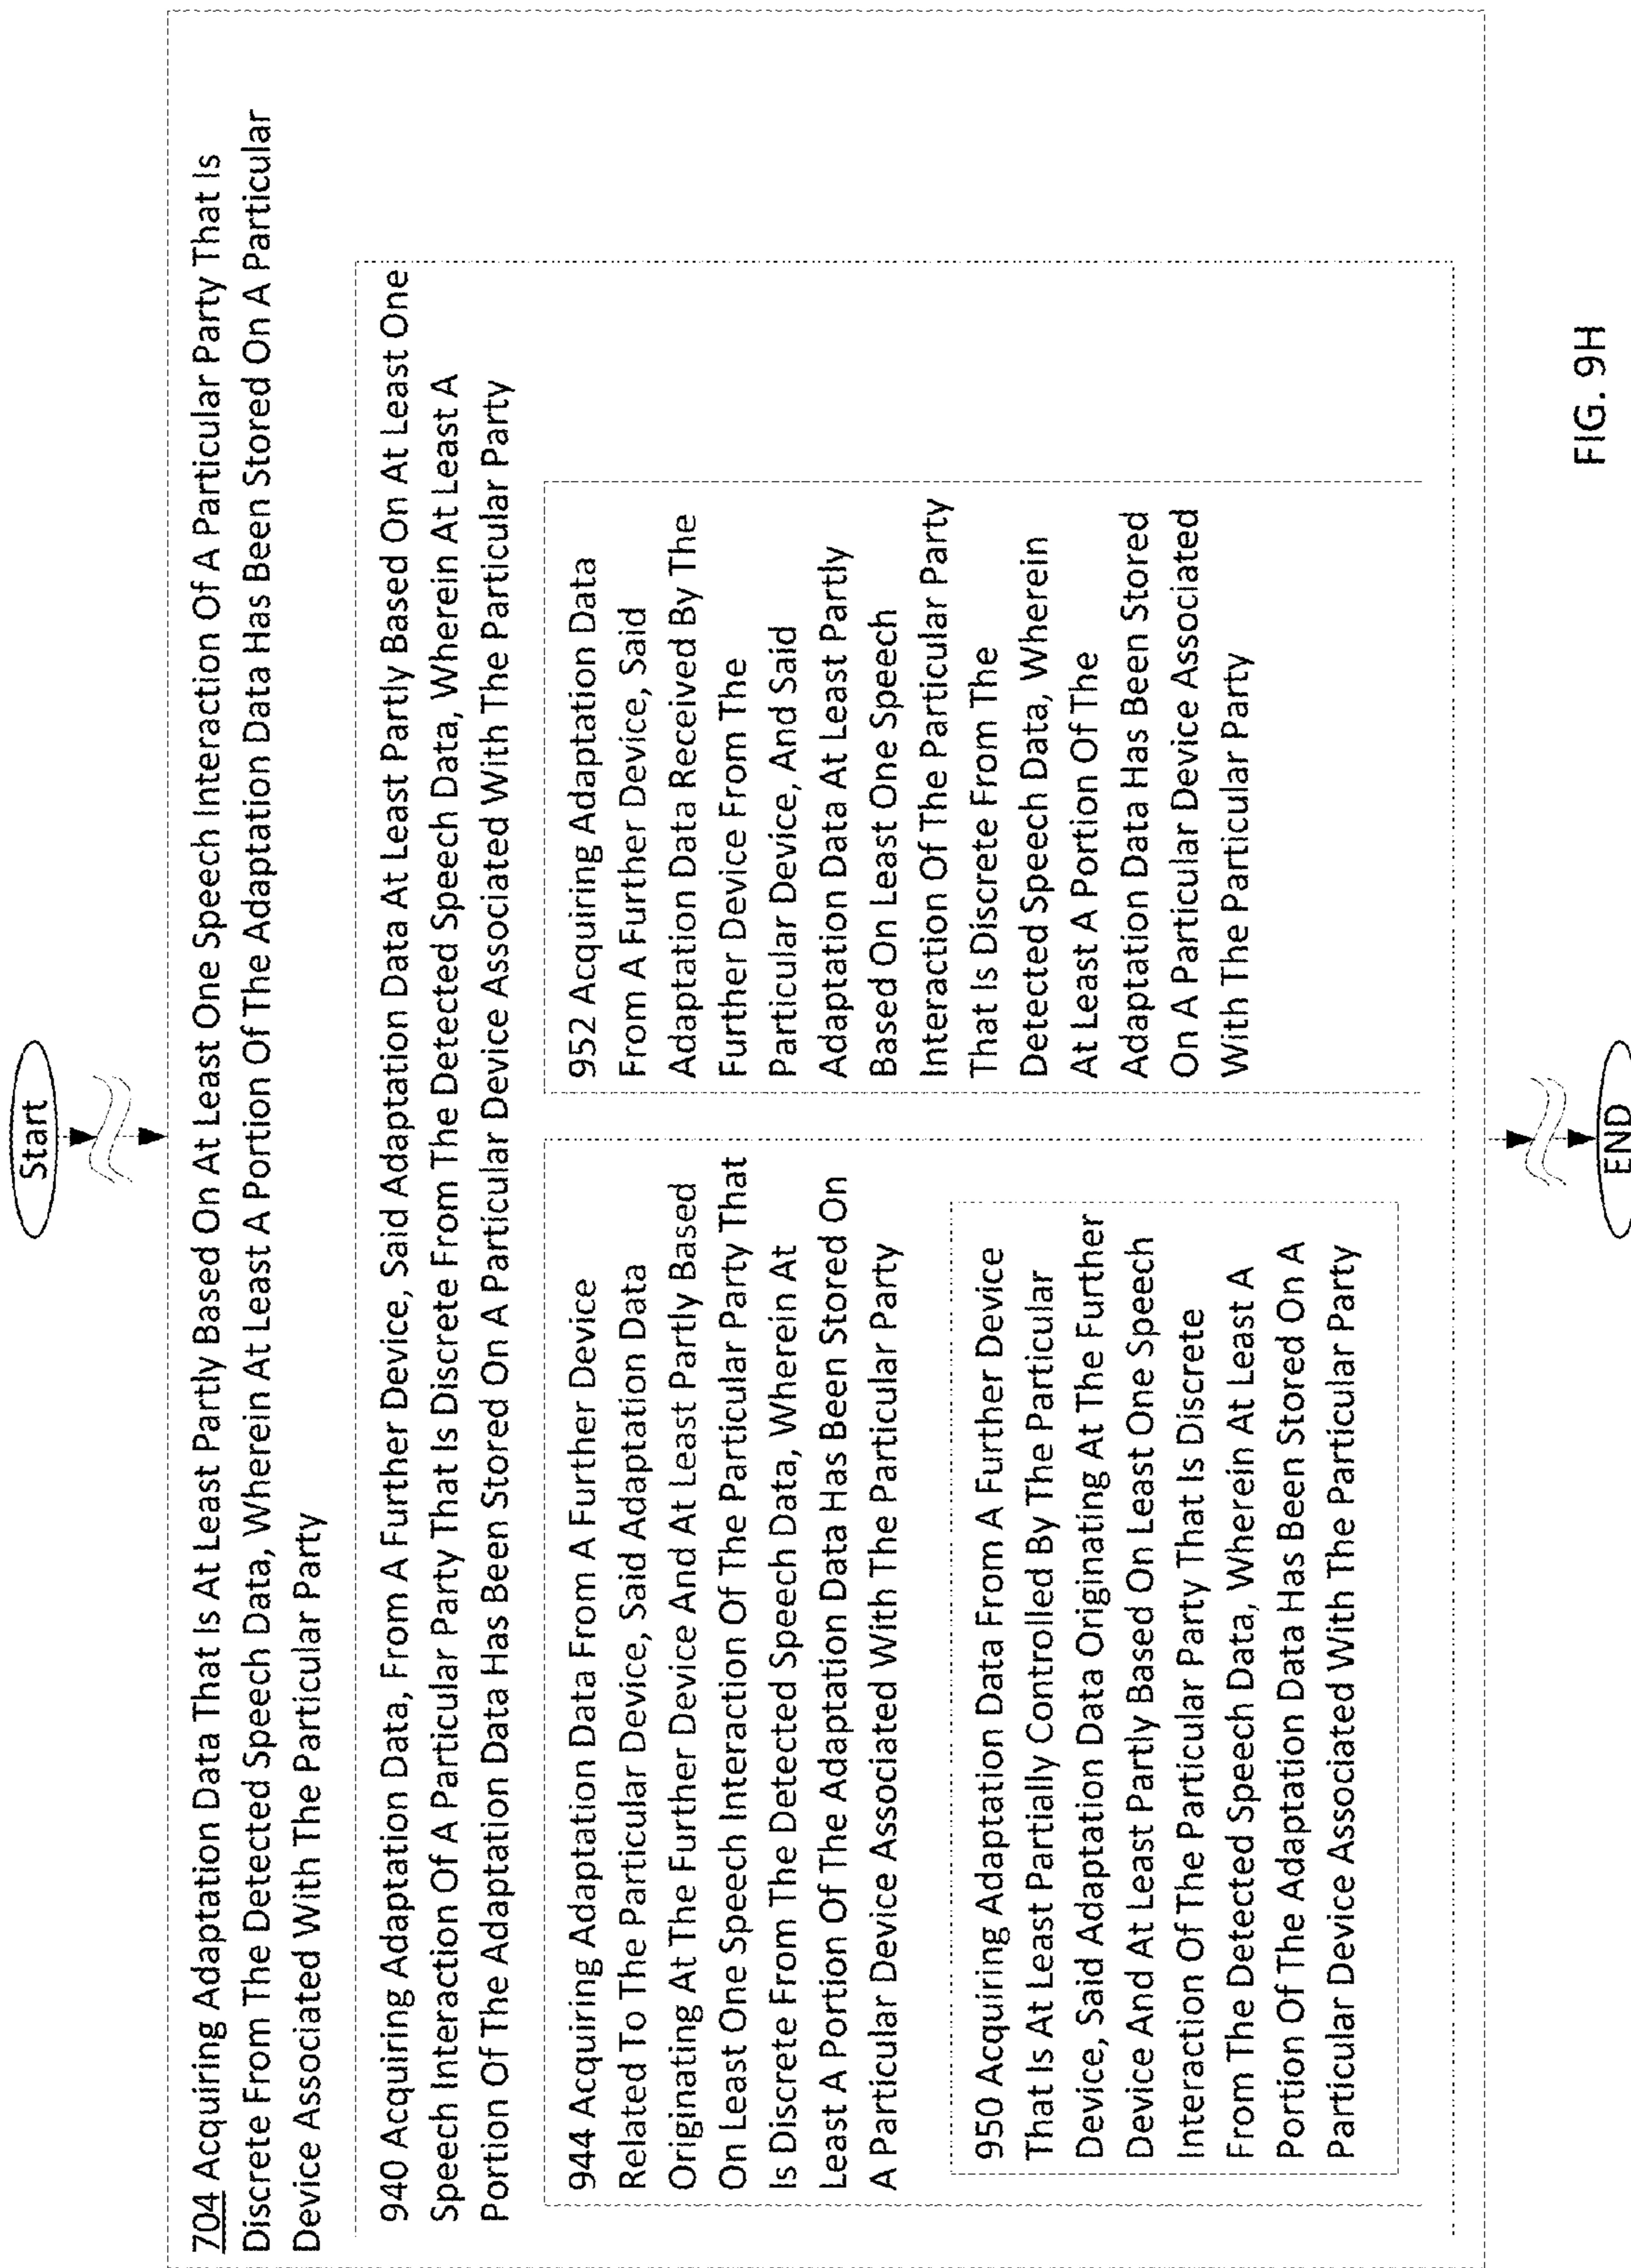 Start
704 Acquiring Adaptation Data That Is At Least Partly Based On At Least One Speech Interaction Of A Particular Party That Is
Discrete From The Detected Speech Data, Wherein At Least A Portion Of The Adaptation Data Has Been Stored On A Particular
Device Associated With The Particular Party
940 Acquiring Adaptation Data, From A Further Device, Said Adaptation Data At Least Partly Based On At Least One
Speech Interaction Of A Particular Party That Is Discrete From The Detected Speech Data, Wherein At Least A
Portion Of The Adaptation Data Has Been Stored On A Particular Device Associated With The Particular Party
944 Acquiring Adaptation Data From A Further Device
Related To The Particular Device, Said Adaptation Data
Originating At The Further Device And At Least Partly Based
On Least One Speech Interaction Of The Particular Party That
Is Discrete From The Detected Speech Data, Wherein At
Least A Portion Of The Adaptation Data Has Been Stored On
A Particular Device Associated With The Particular Party
950 Acquiring Adaptation Data From A Further Device
That Is At Least Partially Controlled By The Particular
Device, Said Adaptation Data Originating At The Further
Device And At Least Partly Based On Least One Speech
Interaction Of The Particular Party That Is Discrete
From The Detected Speech Data, Wherein At Least A
Portion Of The Adaptation Data Has Been Stored On A
Particular Device Associated With The Particular Party
952 Acquiring Adaptation Data
From A Further Device, Said
Adaptation Data Received By The
Further Device From The
Particular Device, And Said
Adaptation Data At Least Partly
Based On Least One Speech
Interaction Of The Particular Party
That Is Discrete From The
Detected Speech Data, Wherein
At Least A Portion Of The
Adaptation Data Has Been Stored
On A Particular Device Associated
With The Particular Party
END
FIG. 9H